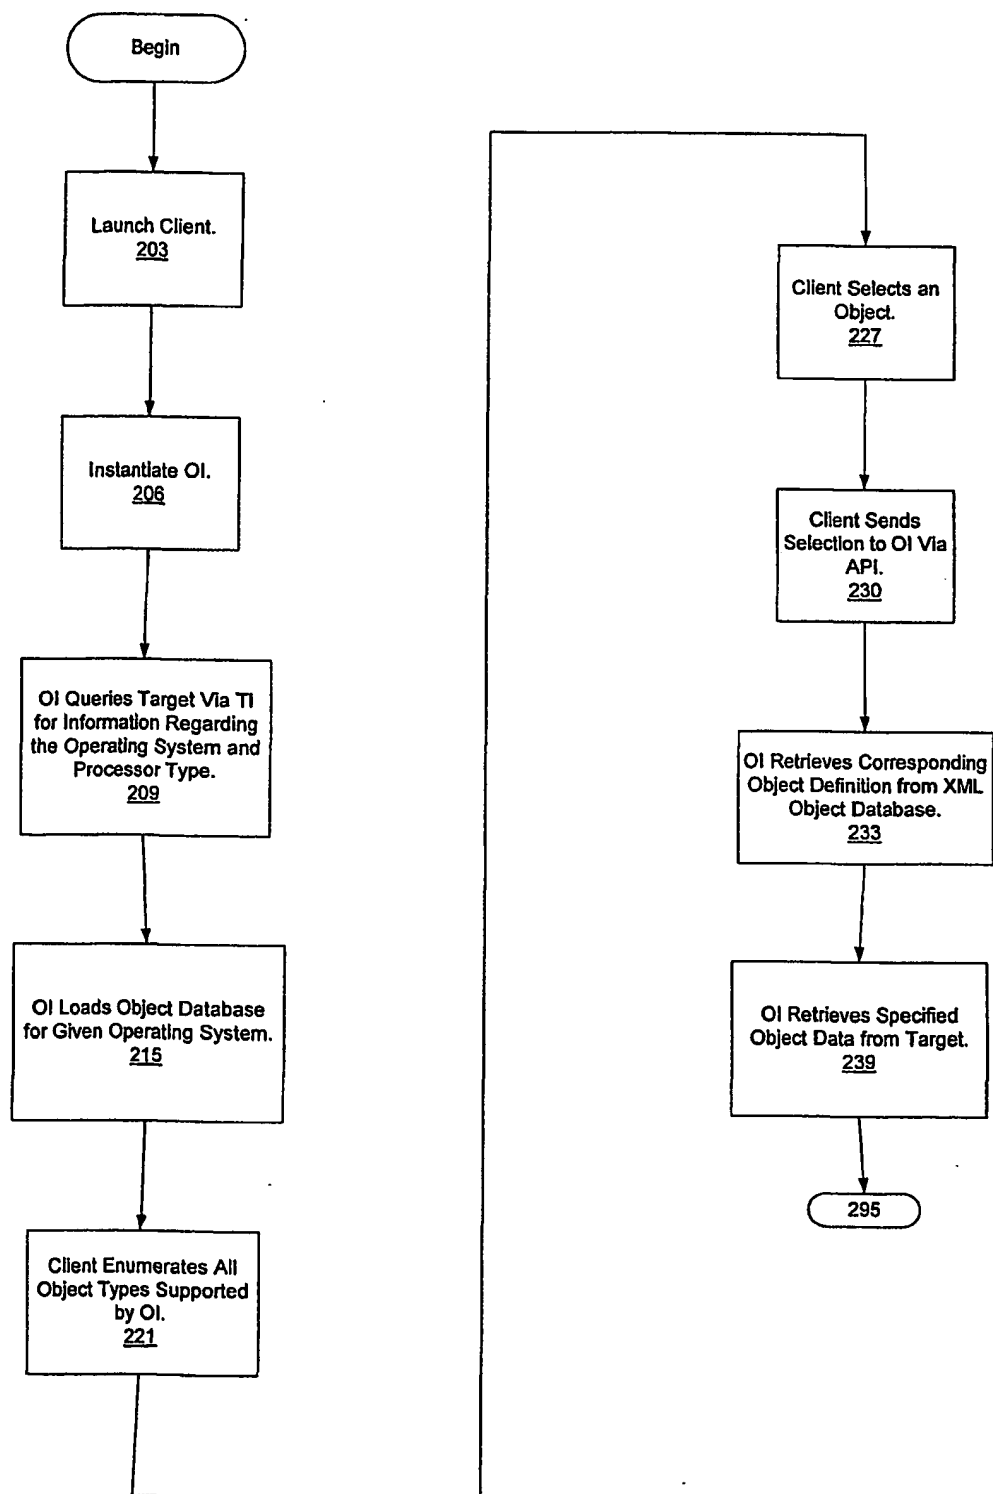 Begin
Launch Client.
203
Instantiate OI.
206
OI Queries Target Via TI
for Information Regarding
the Operating System and
Processor Type.
209
OI Loads Object Database
for Given Operating System.
215
Client Enumerates All
Object Types Supported
by OI.
221
Client Selects an
Object.
227
Client Sends
Selection to OI Via
API.
230
OI Retrieves Corresponding
Object Definition from XML
Object Database.
233
OI Retrieves Specified
Object Data from Target.
239
295